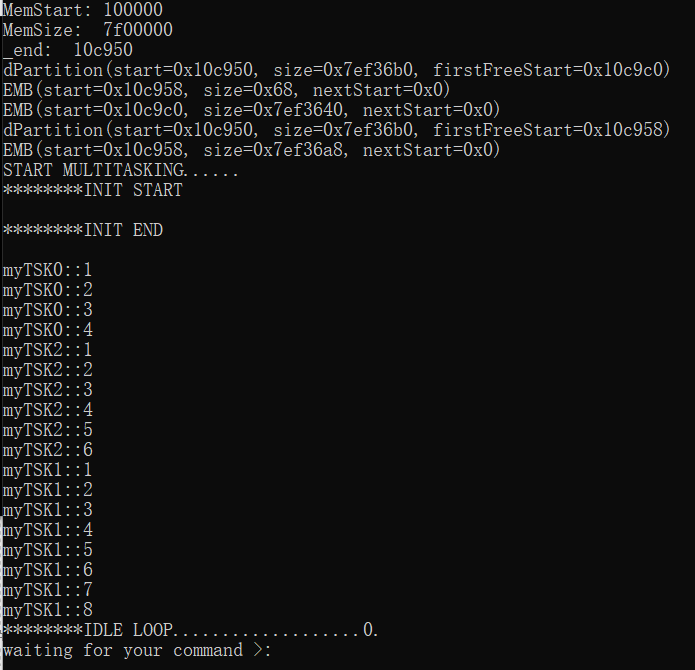 MemStart: 100000
MemSize:  7f00000
_end:  10c950
dPartition(start=0x10c950, size=0x7ef36b0, firstFreeStart=0x10c9c0)
EMB(start=0x10c958, size=0x68, nextStart=0x0)
EMB(start=0x10c9c0, size=0x7ef3640, nextStart=0x0)
dPartition(start=0x10c950, size=0x7ef36b0, firstFreeStart=0x10c958)
EMB(start=0x10c958, size=0x7ef36a8, nextStart=0x0)
START MULTITASKING......
********INIT START
********INIT END
myTSK0::1
myTSK0::2
myTSK0::3
myTSK0::4
myTSK2::1
myTSK2::2
myTSK2::3
myTSK2::4
myTSK2::5
myTSK2::6
myTSK1::1
myTSK1::2
myTSK1::3
myTSK1::4
myTSK1::5
myTSK1::6
myTSK1::7
myTSK1::8
********IDLE LOOP...................0.
waiting for your command >: